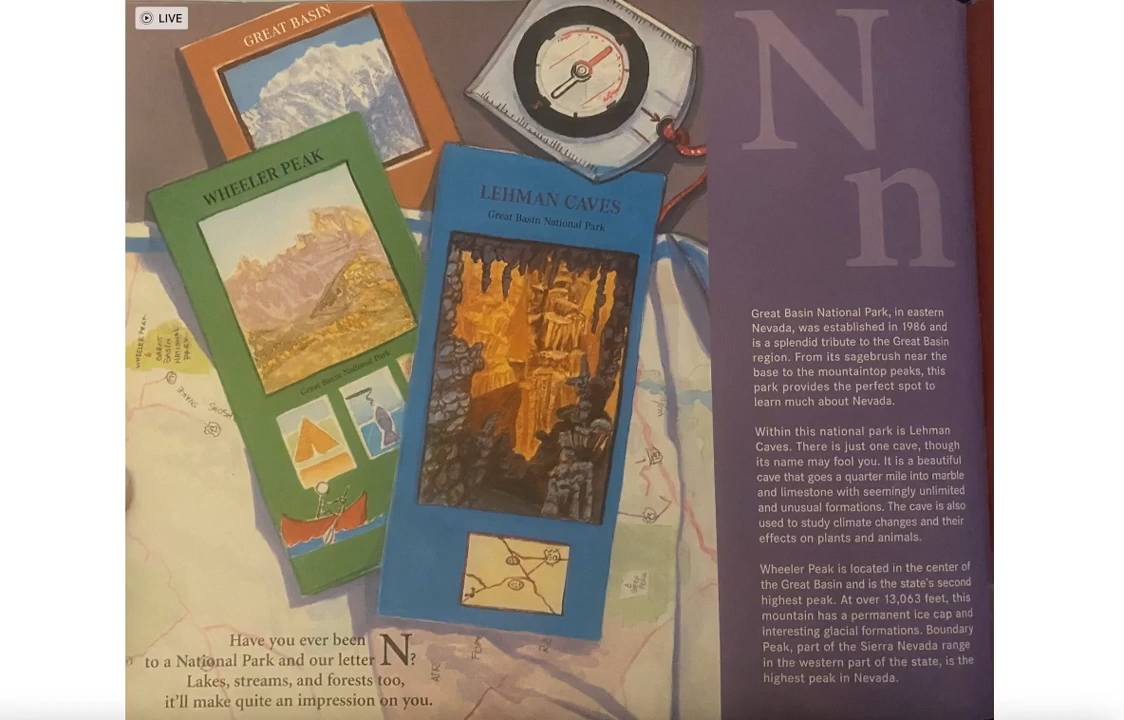 LIVE
GREAT BASIN
WHEELER PEAK
Great Basin National Park
LEHMAN CAVES
Great Basin National Park
WHEELER PEAK
&
GREAT
BASIN
NATIONAL
PARK
SNAKE
Have you ever been
to a National Park and our letter N?
Lakes, streams, and forests too,
it'll make quite an impression on you.
N
n
Great Basin National Park, in eastern
Nevada, was established in 1986 and
is a splendid tribute to the Great Basin
region. From its sagebrush near the
base to the mountaintop peaks, this
park provides the perfect spot to
learn much about Nevada.
Within this national park is Lehman
Caves. There is just one cave, though
its name may fool you. It is a beautiful
cave that goes a quarter mile into marble
and limestone with seemingly unlimited
and unusual formations. The cave is also
used to study climate changes and their
effects on plants and animals.
Wheeler Peak is located in the center of
the Great Basin and is the state's second
highest peak. At over 13,063 feet, this
mountain has a permanent ice cap and
interesting glacial formations. Boundary
Peak, part of the Sierra Nevada range
in the western part of the state, is the
highest peak in Nevada.